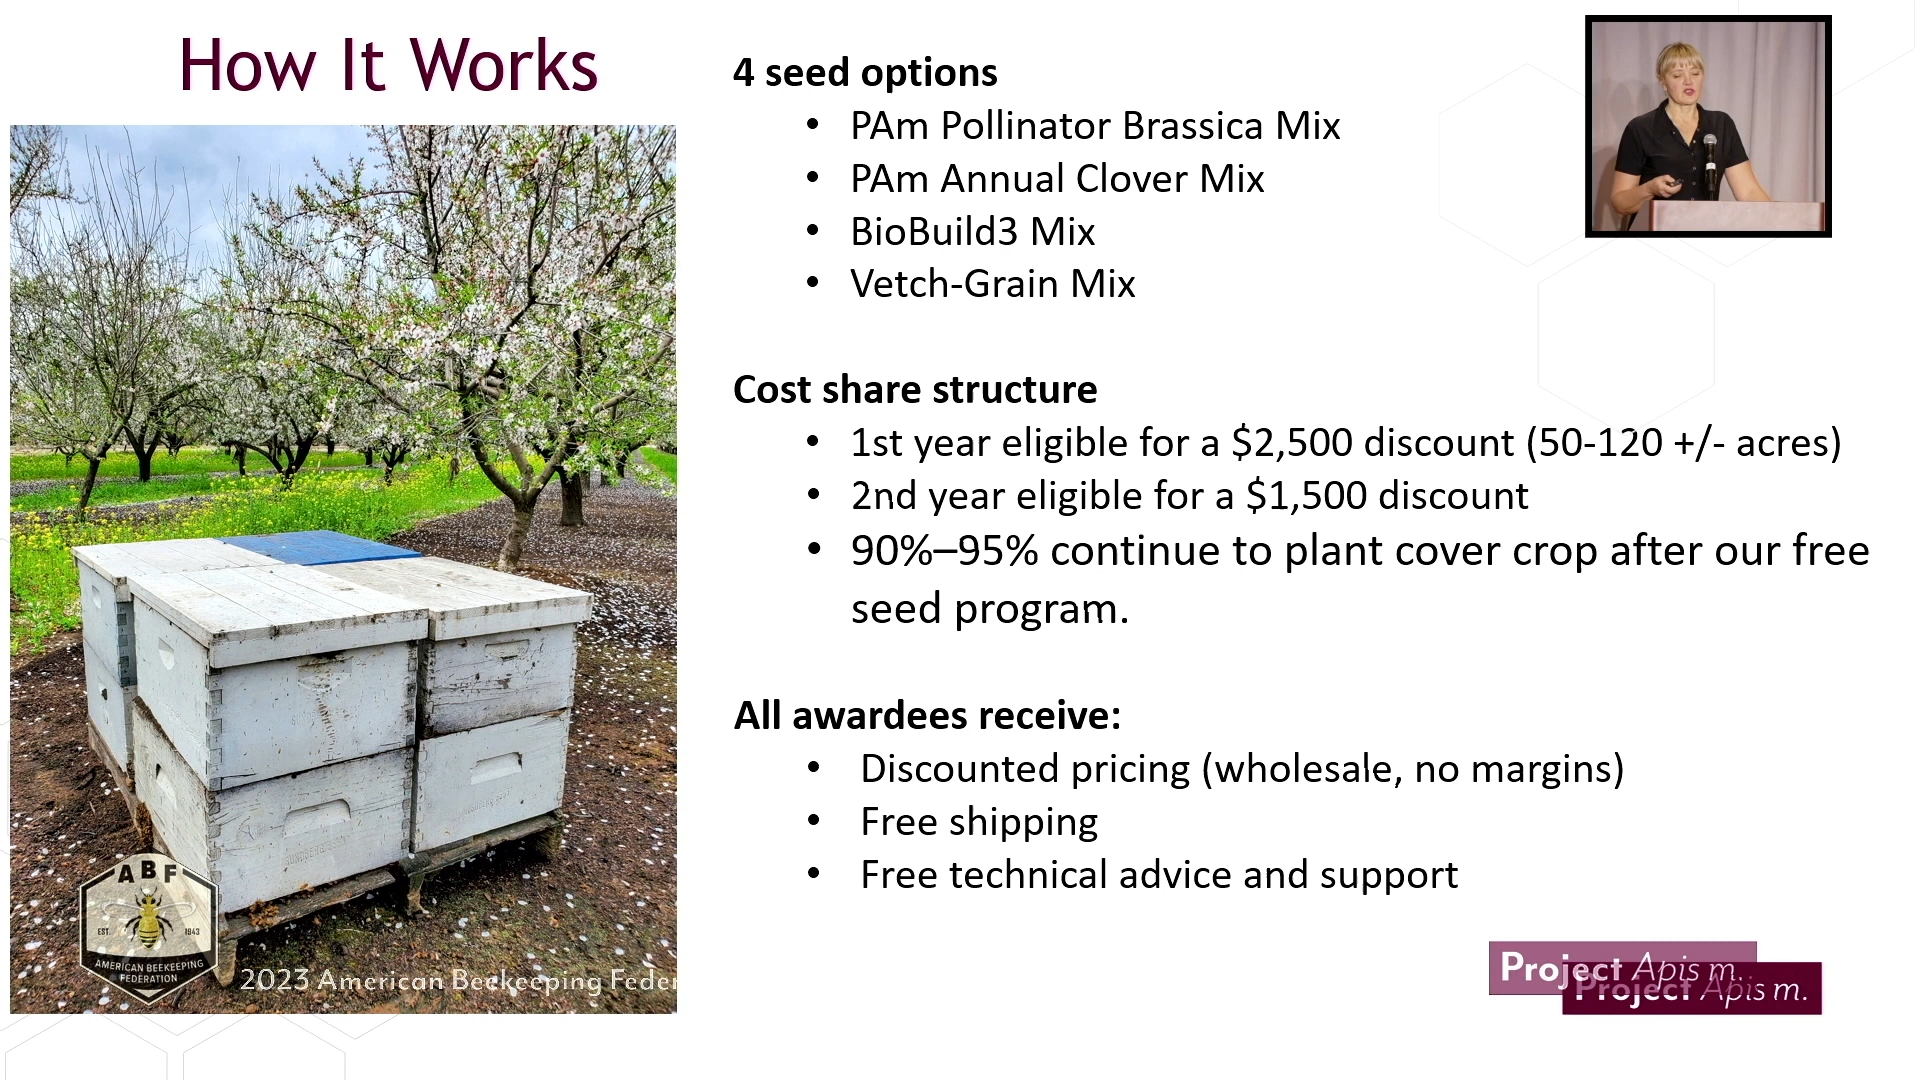 How It Works
4 seed options
• PAm Pollinator Brassica Mix
• PAm Annual Clover Mix
• BioBuild3 Mix
• Vetch-Grain Mix
Cost share structure
• 1st year eligible for a $2,500 discount (50-120 +/- acres)
• 2nd year eligible for a $1,500 discount
• 90%–95% continue to plant cover crop after our free
seed program.
All awardees receive:
• Discounted pricing (wholesale, no margins)
• Free shipping
• Free technical advice and support
ABF
EST. 1943
AMERICAN BEEKEEPING
FEDERATION
2023 American Beekeeping Feder
Project Apis m.
Project Apis m.